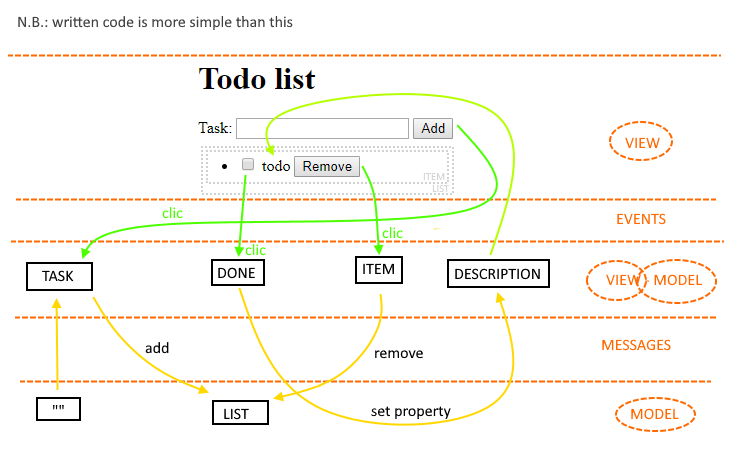 N.B.: written code is more simple than this
Todo list
Task: Add
VIEW
• todo Remove
ITEM
LIST
clic
EVENTS
clic
clic
TASK
DONE
ITEM
DESCRIPTION
VIEW MODEL
MESSAGES
add
remove
""
LIST
set property
MODEL